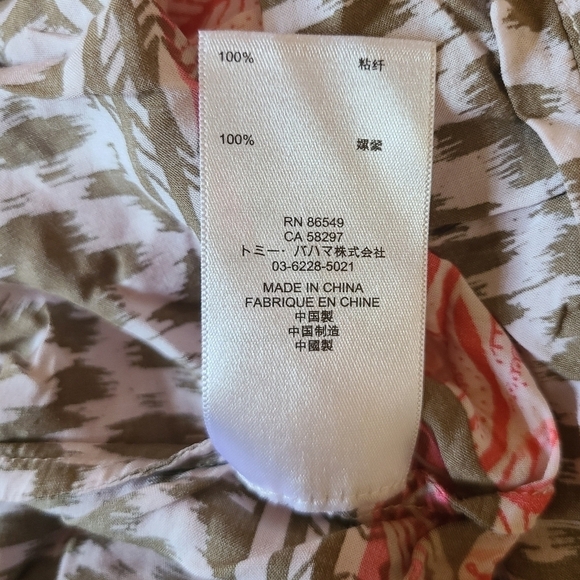 100% 粘纤
100% 嫘縈
RN 86549
CA 58297
トミー・バハマ株式会社
03-6228-5021
MADE IN CHINA
FABRIQUE EN CHINE
中国製
中国制造
中國製